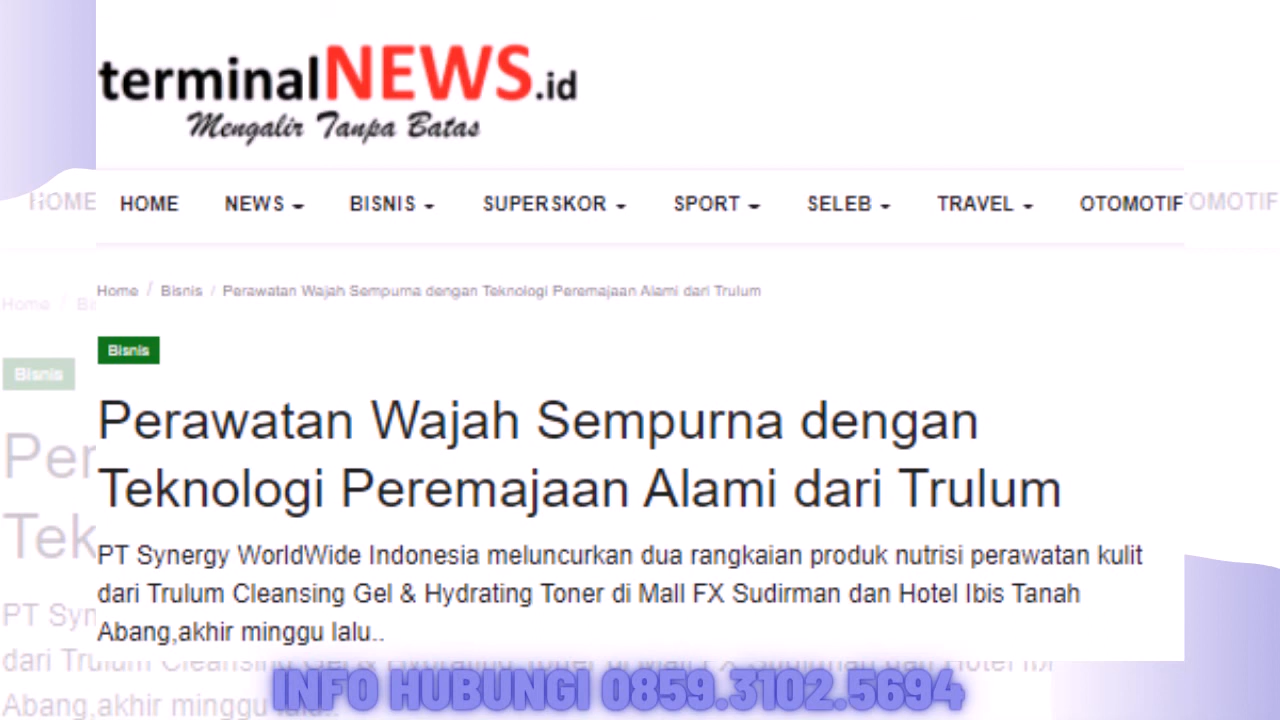 terminalNEWS.id
Mengalir Tanpa Batas
HOME NEWS BISNIS SUPERSKOR SPORT SELEB TRAVEL OTOMOTIF
Home / Bisnis / Perawatan Wajah Sempurna dengan Teknologi Peremajaan Alami dari Trulum
Bisnis
Perawatan Wajah Sempurna dengan
Teknologi Peremajaan Alami dari Trulum
PT Synergy WorldWide Indonesia meluncurkan dua rangkaian produk nutrisi perawatan kulit
dari Trulum Cleansing Gel & Hydrating Toner di Mall FX Sudirman dan Hotel Ibis Tanah
Abang,akhir minggu lalu..
INFO HUBUNGI 0859.3102.5694